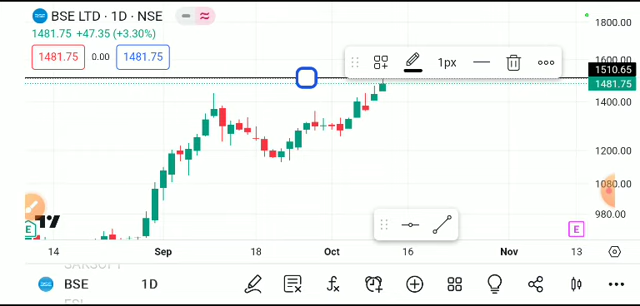 BSE LTD · 1D · NSE
1481.75 +47.35 (+3.30%)
1481.75 0.00 1481.75
1px
1800.00
1600.00
1510.65
1481.75
1400.00
1200.00
1080.00
980.00
E
E
14 Sep 18 Oct 16 Nov 13
BSE 1D